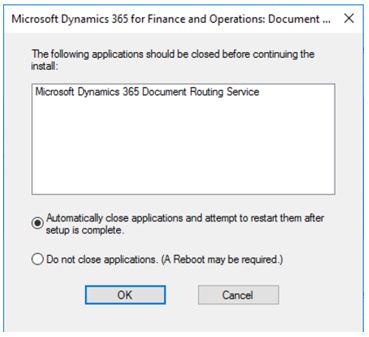 Microsoft Dynamics 365 for Finance and Operations: Document ...
The following applications should be closed before continuing the
install:
Microsoft Dynamics 365 Document Routing Service
Automatically close applications and attempt to restart them after
setup is complete.
Do not close applications. (A Reboot may be required.)
OK Cancel